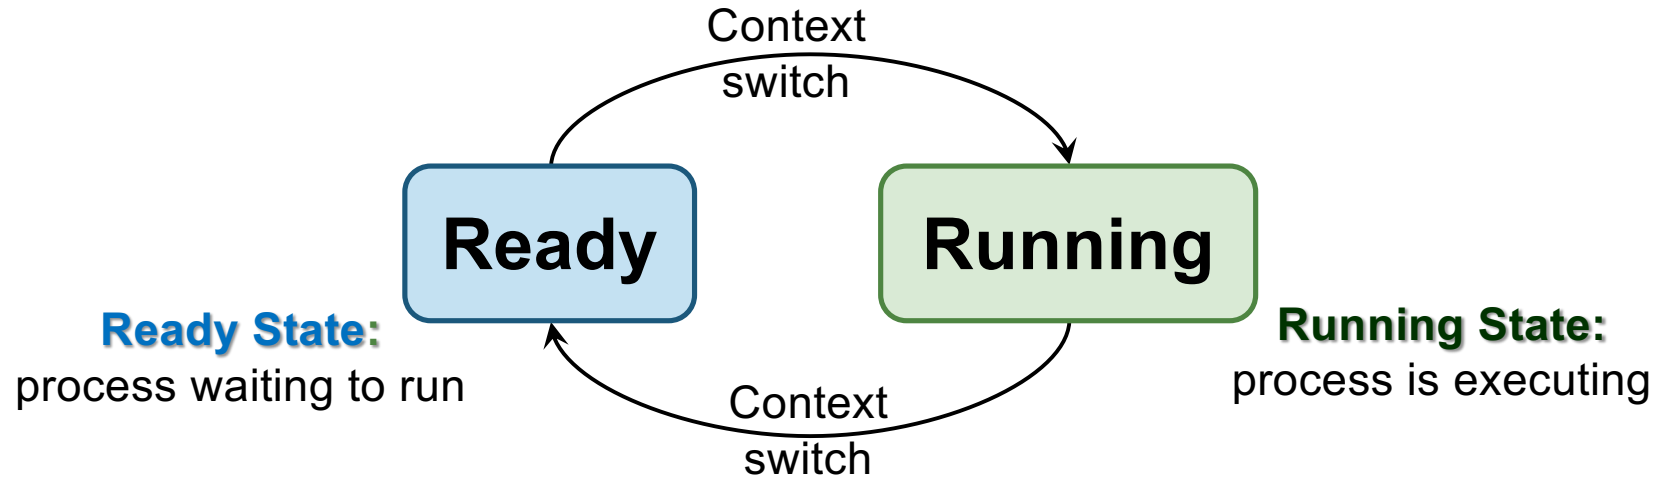 Context
switch
Ready
Running
Ready State:
process waiting to run
Running State:
process is executing
Context
switch